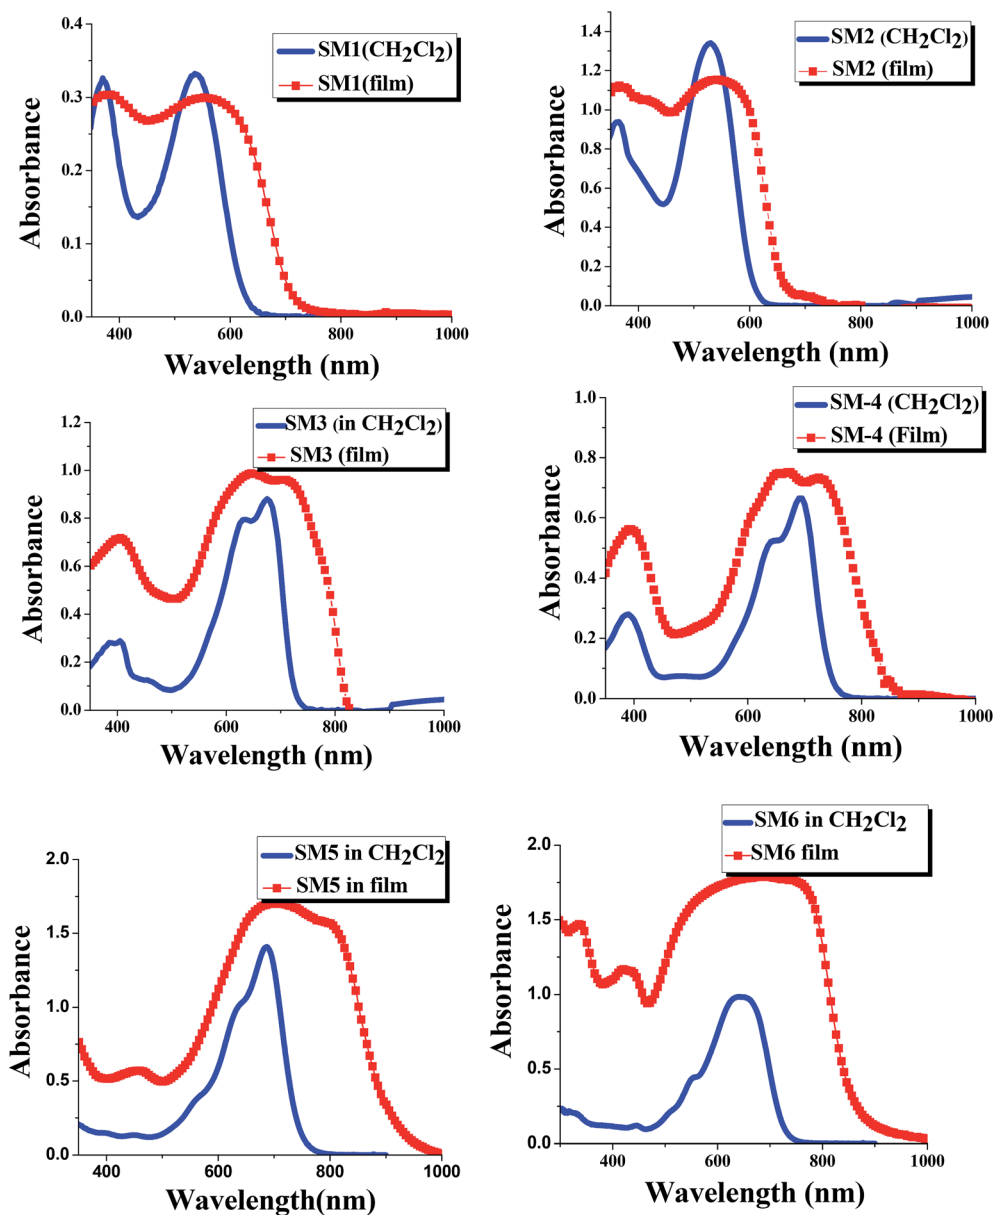 SM1(CH2Cl2)
SM1(film)
Absorbance
0.4
0.3
0.2
0.1
0.0
400 600 800 1000
Wavelength (nm)
SM2 (CH2Cl2)
SM2 (film)
Absorbance
1.4
1.2
1.0
0.8
0.6
0.4
0.2
0.0
400 600 800 1000
Wavelength (nm)
SM3 (in CH2Cl2)
SM3 (film)
Absorbance
1.2
1.0
0.8
0.6
0.4
0.2
0.0
400 600 800 1000
Wavelength (nm)
SM-4 (CH2Cl2)
SM-4 (Film)
Absorbance
1.0
0.8
0.6
0.4
0.2
0.0
400 600 800 1000
Wavelength (nm)
SM5 in CH2Cl2
SM5 in film
Absorbance
2.0
1.5
1.0
0.5
0.0
400 600 800 1000
Wavelength(nm)
SM6 in CH2Cl2
SM6 film
Absorbance
2.0
1.5
1.0
0.5
0.0
400 600 800 1000
Wavelength (nm)